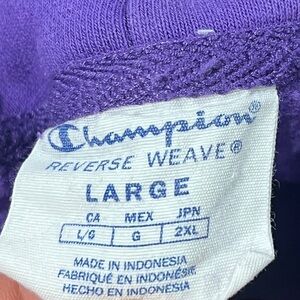 Champion®
REVERSE WEAVE®
LARGE
CA MEX JPN
L/G G 2XL
MADE IN INDONESIA
FABRIQUÉ EN INDONÉSIE
HECHO EN INDONESIA